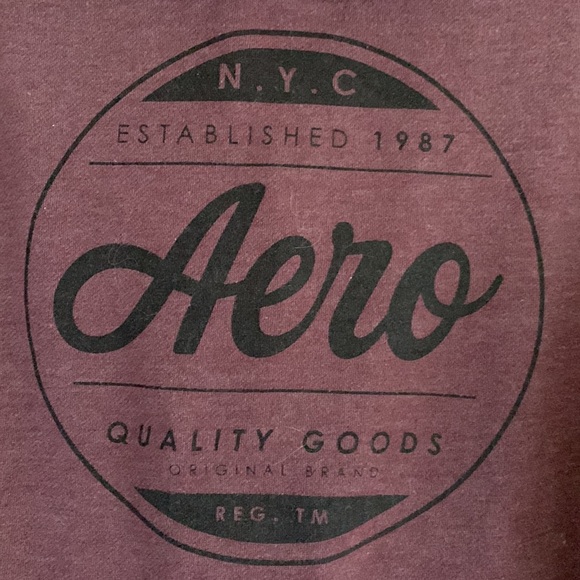 N.Y.C
ESTABLISHED 1987
Aero
QUALITY GOODS
ORIGINAL BRAND
REG. TM